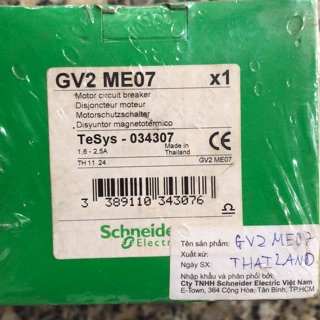 GV2 ME07 x1
Motor circuit breaker
Disjoncteur moteur
Motorschutzschalter
Disyuntor magnetotérmico
TeSys - 034307
1,6 - 2,5A
Made in
Thailand
CE
TH 11 24
GV2 ME07
3 389110 343076
Schneider
Electric
Tên sản phẩm: GV2 ME07
Xuất xứ: THAILAND
Ngày SX:
Nhập khẩu và phân phối bởi:
Cty TNHH Schneider Electric Việt Nam
E-Town, 364 Cộng Hòa, Tân Bình, TP.HCM